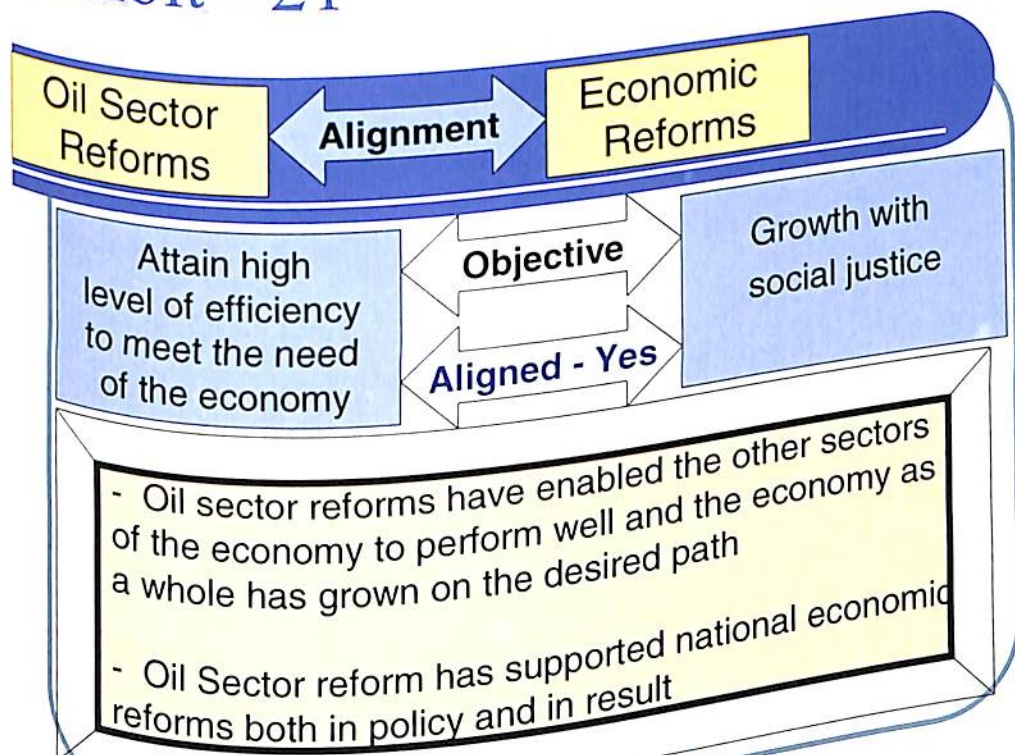 21
Oil Sector
Reforms
Alignment
Economic
Reforms
Attain high
level of efficiency
to meet the need
of the economy
Objective
Aligned - Yes
Growth with
social justice
- Oil sector reforms have enabled the other sectors
of the economy to perform well and the economy as
a whole has grown on the desired path
- Oil Sector reform has supported national economic
reforms both in policy and in result